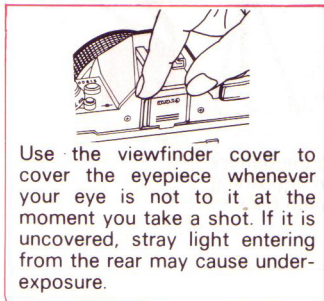 Use the viewfinder cover to
cover the eyepiece whenever
your eye is not to it at the
moment you take a shot. If it is
uncovered, stray light entering
from the rear may cause under-
exposure.